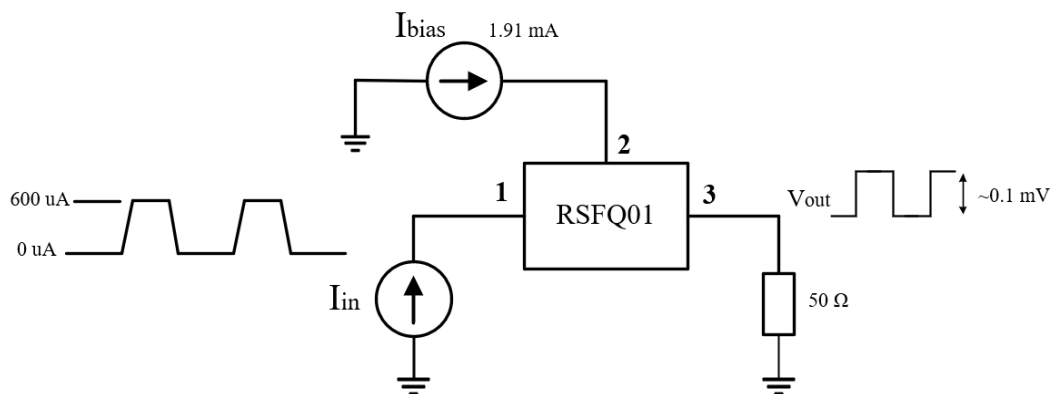 Ibias 1.91 mA
2
600 uA
1 RSFQ01 3
Vout ~0.1 mV
0 uA
Iin
50 Ω